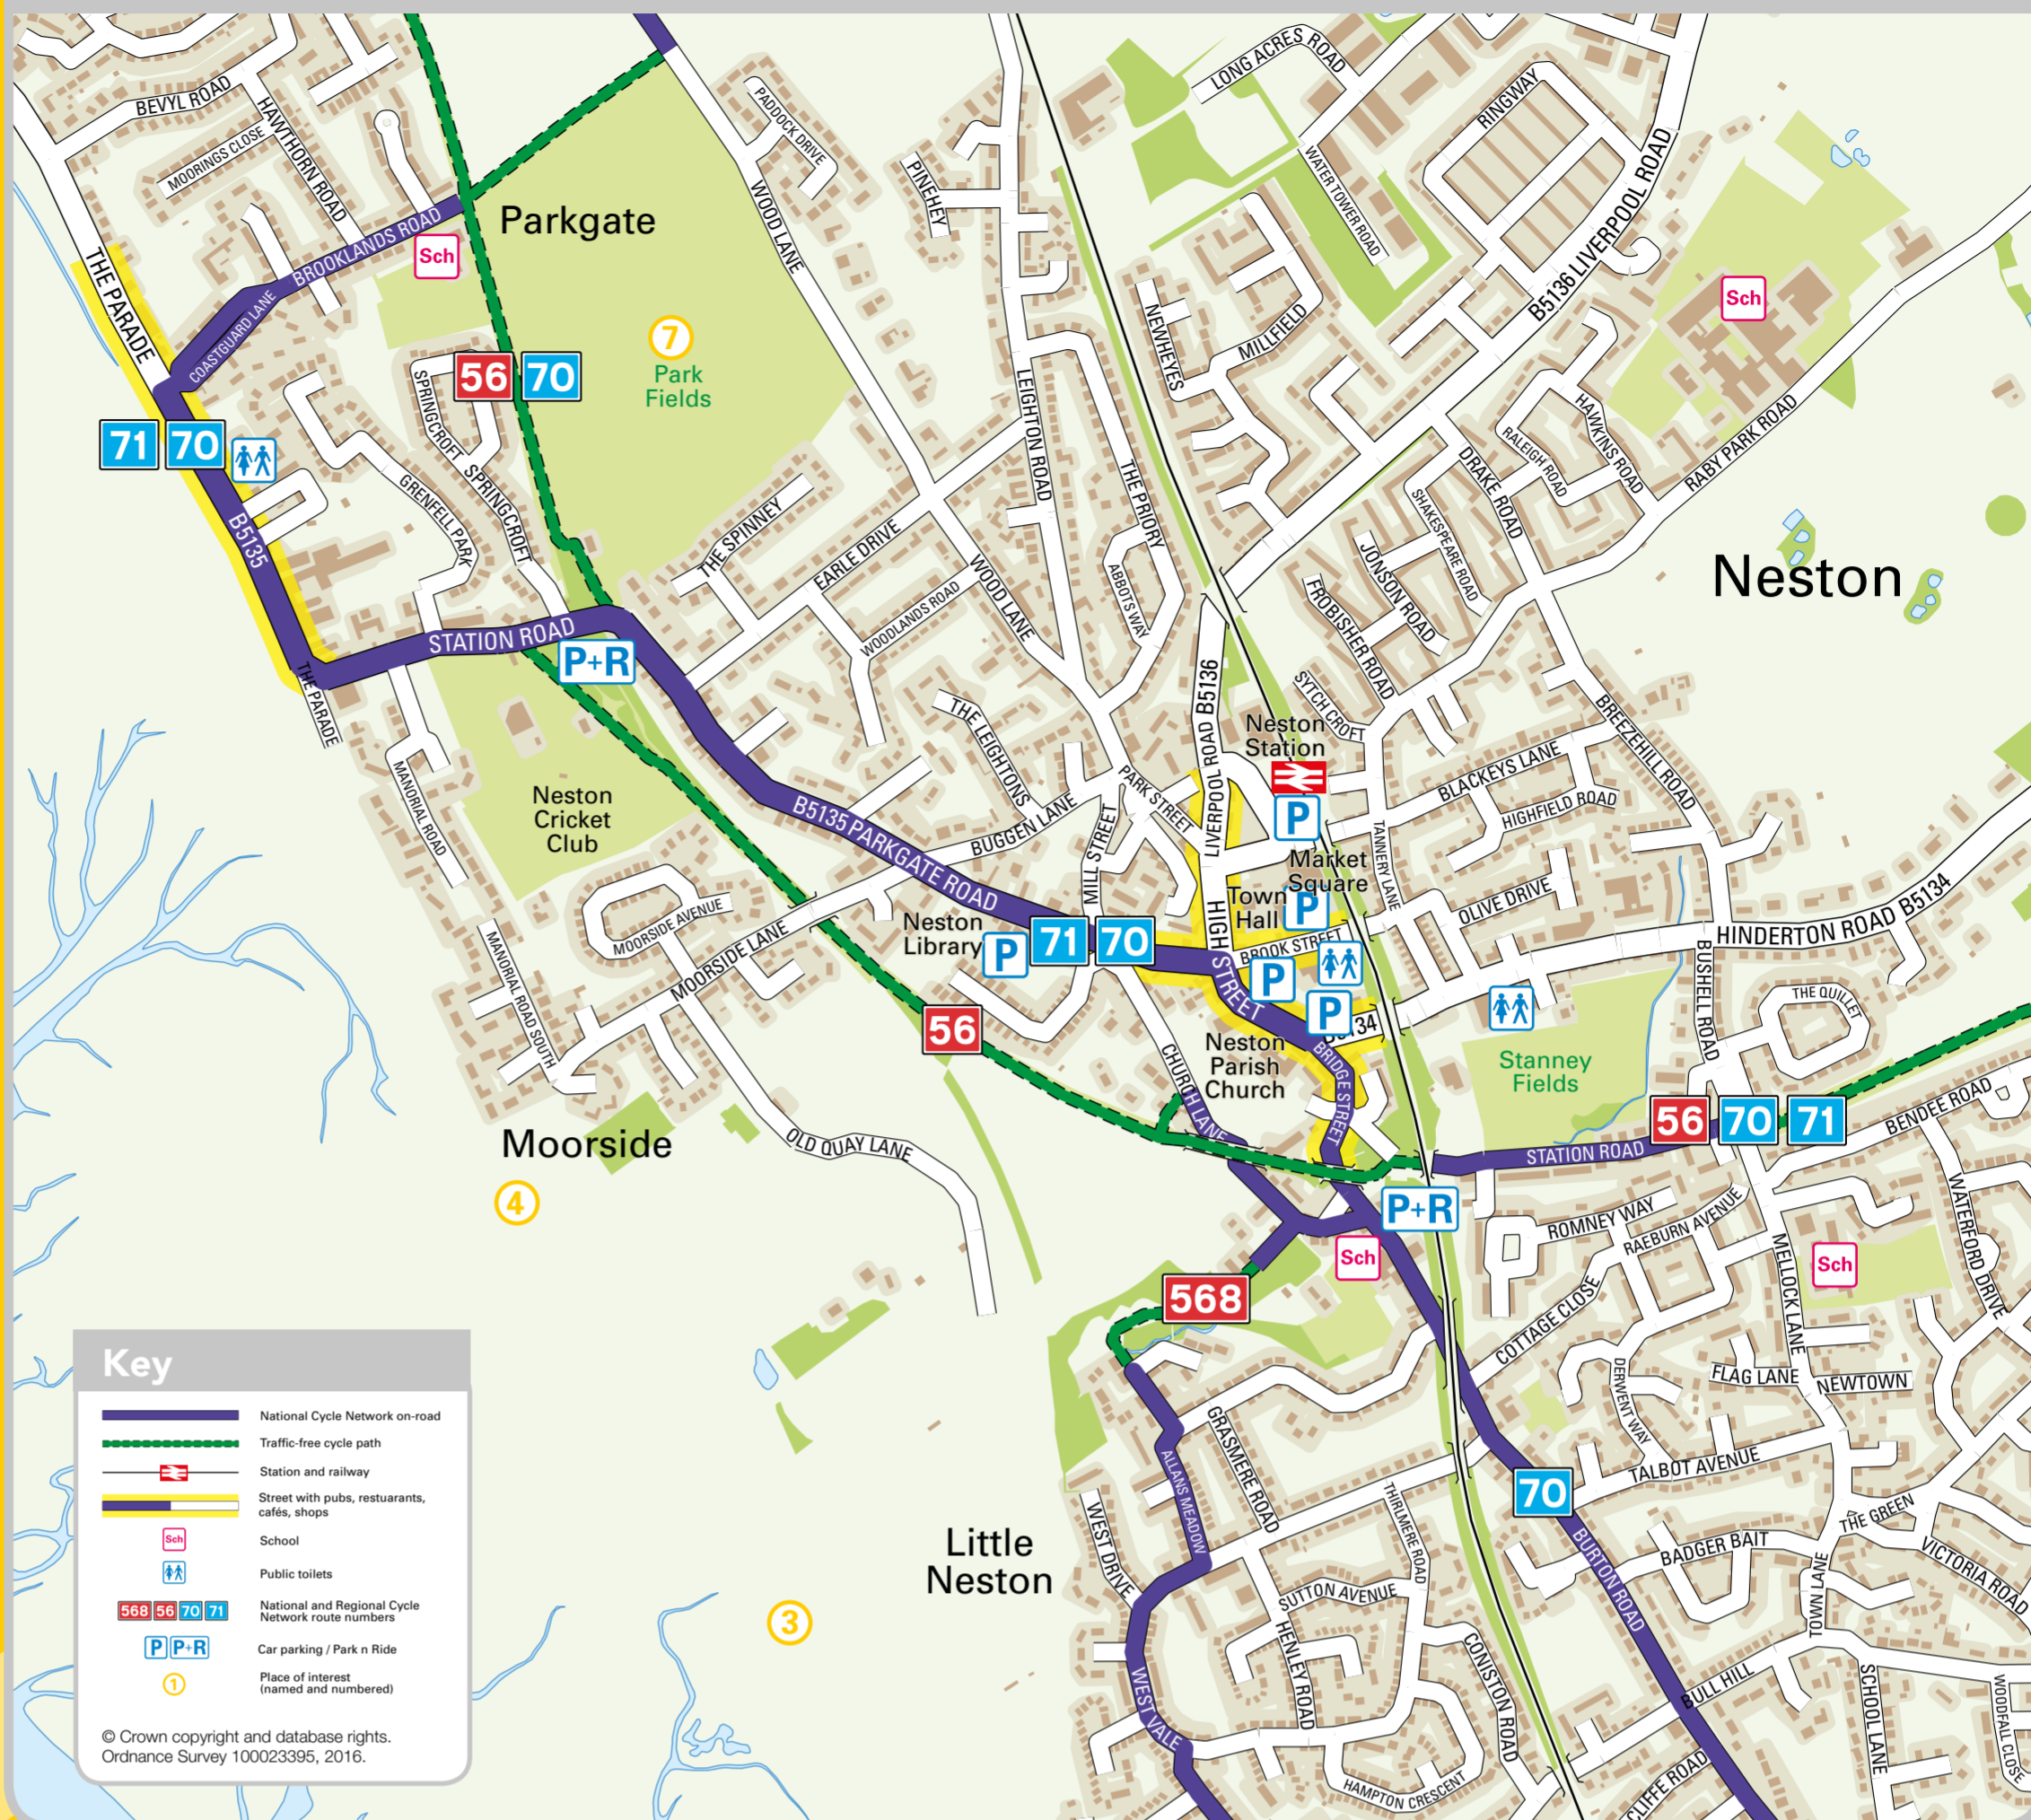 BEVYL ROAD
MOORINGS CLOSE
HAWTHORN ROAD
PADDOCK DRIVE
PINEHEY
LONG ACRES ROAD
RINGWAY
WATER TOWER ROAD
B5136 LIVERPOOL ROAD
Parkgate
WOOD LANE
Sch
BROOKLANDS ROAD
COASTGUARD LANE
THE PARADE
Sch
NEWHEYES
MILLFIELD
7
Park
Fields
56 70
SPRINGCROFT
LEIGHTON ROAD
HAWKINS ROAD
RALEIGH ROAD
RABY PARK ROAD
71 70
B5135
GRENFELL PARK
SPRINGCROFT
THE SPINNEY
EARLE DRIVE
WOODLANDS ROAD
WOOD LANE
THE PRIORY
ABBOTS WAY
DRAKE ROAD
SHAKESPEARE ROAD
JONSON ROAD
FROBISHER ROAD
Neston
STATION ROAD
P+R
THE PARADE
LIVERPOOL ROAD B5136
SYTCH CROFT
Neston
Station
THE LEIGHTONS
BREEZEHILL ROAD
BLACKEYS LANE
HIGHFIELD ROAD
MANORIAL ROAD
Neston
Cricket
Club
B5135 PARKGATE ROAD
BUGGEN LANE
PARK STREET
MILL STREET
P
TANNERY LANE
Market
Square
Town
Hall
P
OLIVE DRIVE
HINDERTON ROAD B5134
MOORSIDE AVENUE
MOORSIDE LANE
Neston
Library
P
71 70
HIGH STREET
BROOK STREET
P
P
BUSHELL ROAD
THE QUILLET
MANORIAL ROAD SOUTH
56
CHURCH LANE
Neston
Parish
Church
BRIDGE STREET
Stanney
Fields
56 70 71
STATION ROAD
BENDEE ROAD
Moorside
OLD QUAY LANE
4
P+R
Sch
568
ROMNEY WAY
RAEBURN AVENUE
MELLOCK LANE
Sch
WATERFORD DRIVE
COTTAGE CLOSE
DERWENT WAY
FLAG LANE
NEWTOWN
TALBOT AVENUE
GRASMERE ROAD
ALLANS MEADOW
WEST DRIVE
THIRLMERE ROAD
70
THE GREEN
BADGER BAIT
VICTORIA ROAD
BURTON ROAD
TOWN LANE
Little
Neston
SUTTON AVENUE
HENLEY ROAD
3
CONISTON ROAD
WEST VALE
BULL HILL
SCHOOL LANE
WOODFALL CLOSE
HAMPTON CRESCENT
CLIFFE ROAD
Key
National Cycle Network on-road
Traffic-free cycle path
Station and railway
Street with pubs, restuarants,
cafés, shops
Sch School
Public toilets
568 56 70 71 National and Regional Cycle
Network route numbers
P P+R Car parking / Park n Ride
1 Place of interest
(named and numbered)
© Crown copyright and database rights.
Ordnance Survey 100023395, 2016.